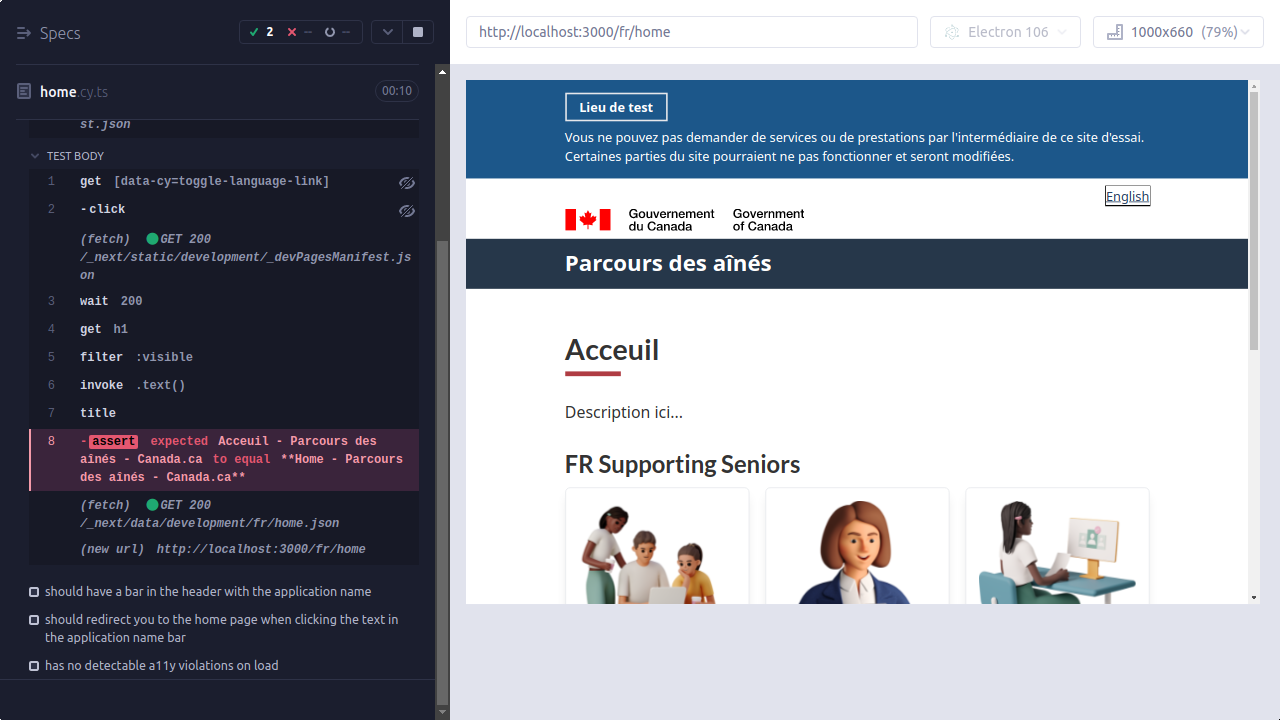 Specs
2
--
--
http://localhost:3000/fr/home
Electron 106
1000x660 (79%)
home.cy.ts
00:10
st.json
TEST BODY
1 get [data-cy=toggle-language-link]
2 -click
(fetch) GET 200
/_next/static/development/_devPagesManifest.js
on
3 wait 200
4 get h1
5 filter :visible
6 invoke .text()
7 title
8 -assert expected Acceuil - Parcours des
aînés - Canada.ca to equal **Home - Parcours
des aînés - Canada.ca**
(fetch) GET 200
/_next/data/development/fr/home.json
(new url) http://localhost:3000/fr/home
should have a bar in the header with the application name
should redirect you to the home page when clicking the text in
the application name bar
has no detectable a11y violations on load
Lieu de test
Vous ne pouvez pas demander de services ou de prestations par l'intermédiaire de ce site d'essai.
Certaines parties du site pourraient ne pas fonctionner et seront modifiées.
English
Gouvernement
du Canada
Government
of Canada
Parcours des aînés
Acceuil
Description ici...
FR Supporting Seniors